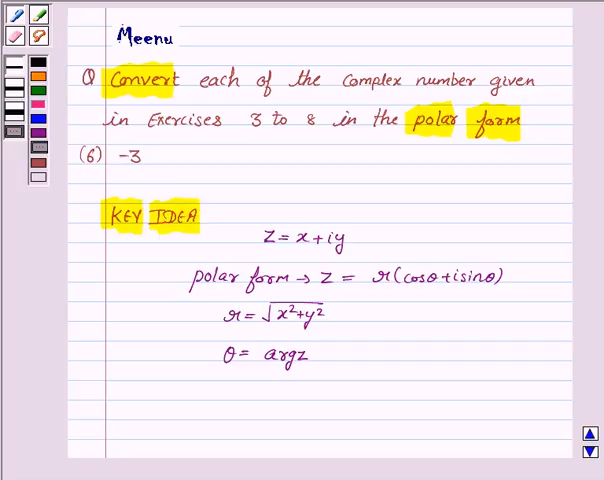 Meenu
Q Convert each of the complex number given
in Exercises 3 to 8 in the polar form
(6) -3
KEY IDEA
z = x + iy
polar form → z = r(cosθ + isinθ)
r = √x²+y²
θ = argz